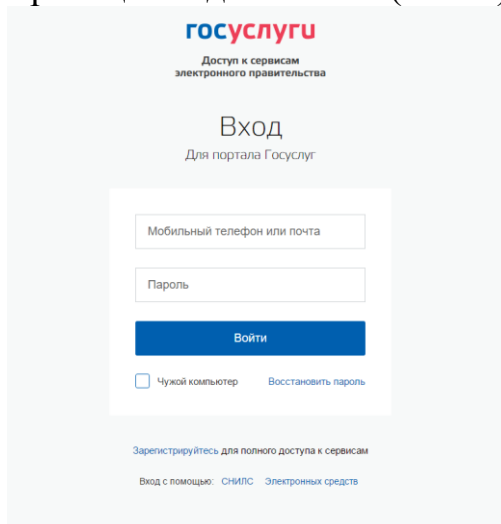 госуслуги
Доступ к сервисам
электронного правительства
Вход
Для портала Госуслуг
Мобильный телефон или почта
Пароль
Войти
Чужой компьютер Восстановить пароль
Зарегистрируйтесь для полного доступа к сервисам
Вход с помощью: СНИЛС Электронных средств